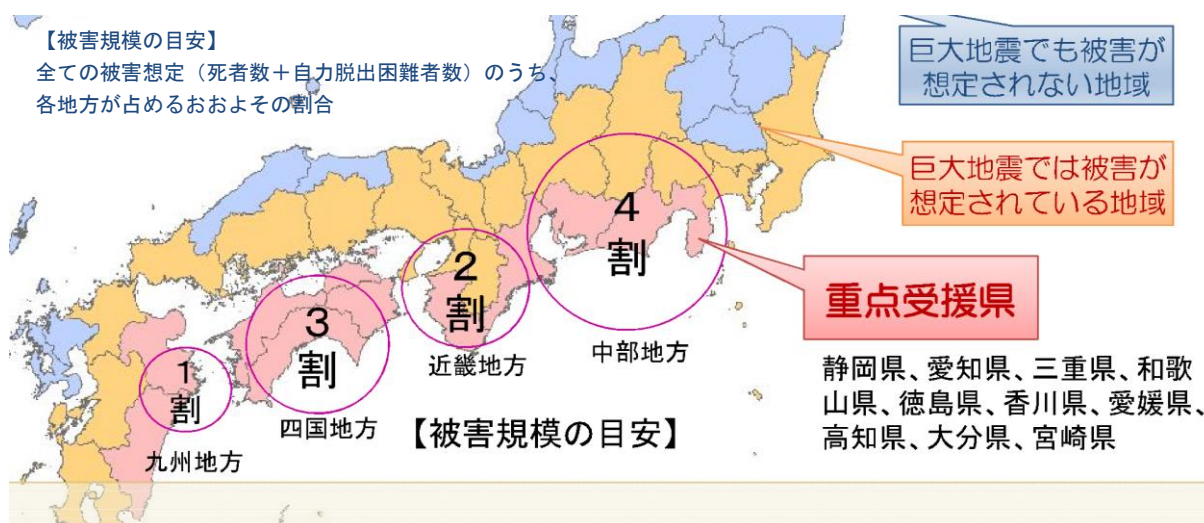 【被害規模の目安】
全ての被害想定（死者数＋自力脱出困難者数）のうち、
各地方が占めるおおよその割合
巨大地震でも被害が
想定されない地域
巨大地震では被害が
想定されている地域
重点受援県
静岡県、愛知県、三重県、和歌
山県、徳島県、香川県、愛媛県、
高知県、大分県、宮崎県
4
割
中部地方
2
割
近畿地方
3
割
四国地方
1
割
九州地方
【被害規模の目安】